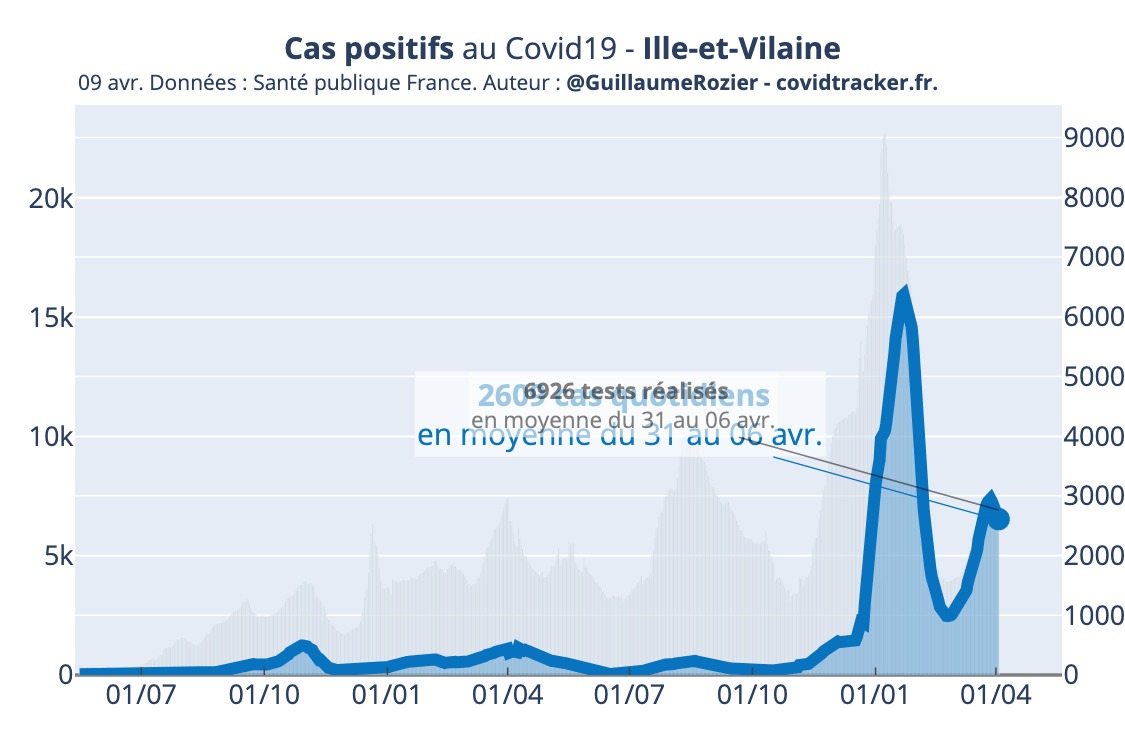 Cas positifs au Covid19 - Ille-et-Vilaine
09 avr. Données : Santé publique France. Auteur : @GuillaumeRozier - covidtracker.fr.
9000
20k
8000
7000
15k
6000
5000
2609 cas quotidiens
6926 tests réalisés
en moyenne du 31 au 06 avr.
en moyenne du 31 au 06 avr.
10k
4000
3000
5k
2000
1000
0
0
01/07 01/10 01/01 01/04 01/07 01/10 01/01 01/04